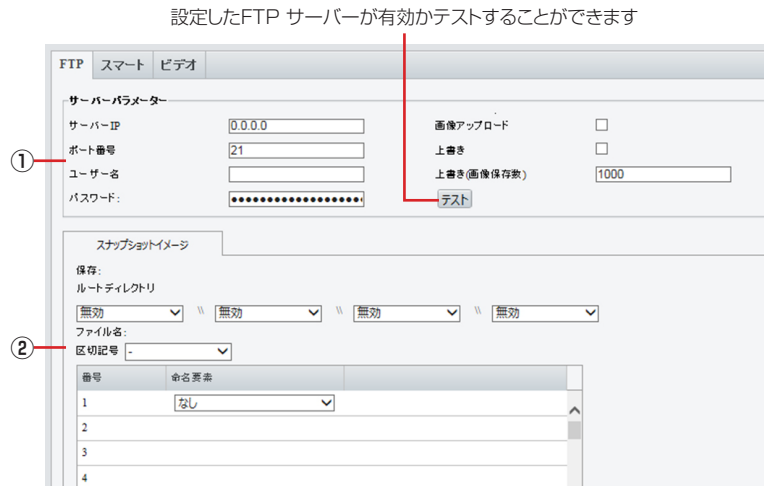 設定したFTP サーバーが有効かテストすることができます
FTP スマート ビデオ
サーバーパラメーター
サーバーIP 0.0.0.0 画像アップロード
① ポート番号 21 上書き
ユーザー名 上書き(画像保存数) 1000
パスワード: ●●●●●●●●●●●●●●●●●●● テスト
スナップショットイメージ
保存:
ルートディレクトリ
無効 \\ 無効 \\ 無効 \\ 無効
ファイル名:
② 区切記号 -
番号 命名要素
1 なし
2
3
4